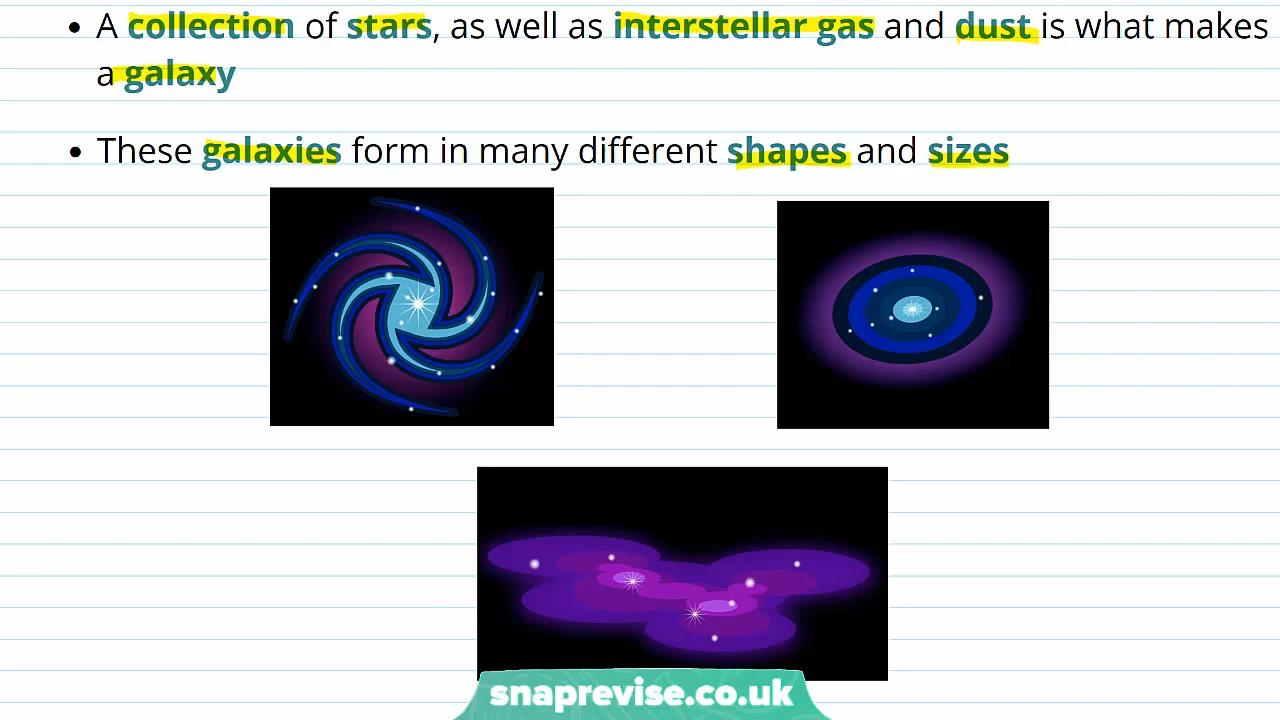 • A collection of stars, as well as interstellar gas and dust is what makes
a galaxy
• These galaxies form in many different shapes and sizes
snaprevise.co.uk